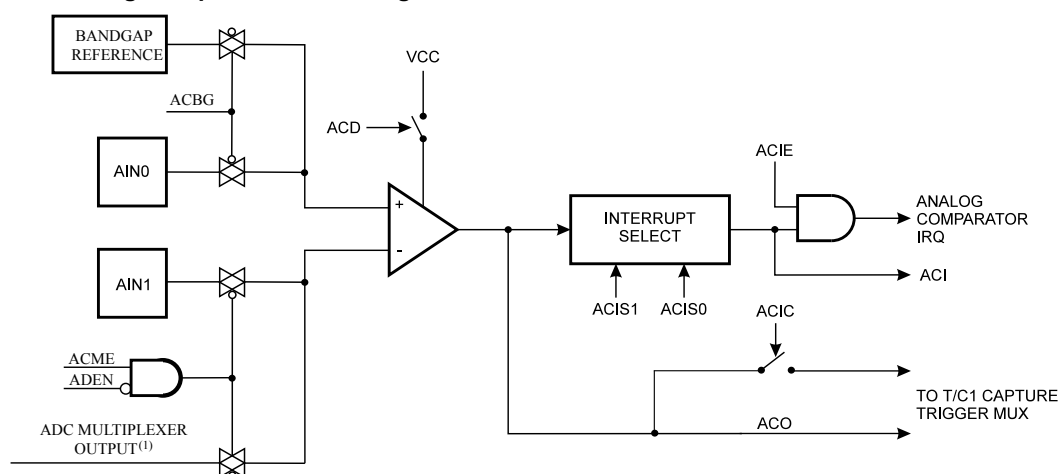 BANDGAP
REFERENCE
ACBG
VCC
ACD
AIN0
+
-
INTERRUPT
SELECT
ACIE
ANALOG
COMPARATOR
IRQ
ACI
AIN1
ACIS1
ACIS0
ACIC
ACME
ADEN
TO T/C1 CAPTURE
TRIGGER MUX
ACO
ADC MULTIPLEXER
OUTPUT(1)